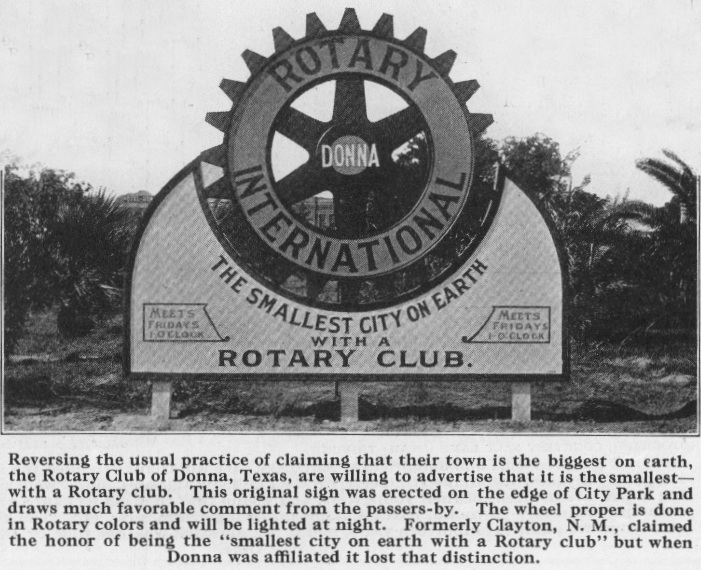 ROTARY
DONNA
INTERNATIONAL
THE SMALLEST CITY ON EARTH
WITH A
ROTARY CLUB.
MEETS
FRIDAYS
1-O'CLOCK
MEETS
FRIDAYS
1-O'CLOCK
Reversing the usual practice of claiming that their town is the biggest on earth,
the Rotary Club of Donna, Texas, are willing to advertise that it is the smallest—
with a Rotary club. This original sign was erected on the edge of City Park and
draws much favorable comment from the passers-by. The wheel proper is done
in Rotary colors and will be lighted at night. Formerly Clayton, N. M., claimed
the honor of being the "smallest city on earth with a Rotary club" but when
Donna was affiliated it lost that distinction.